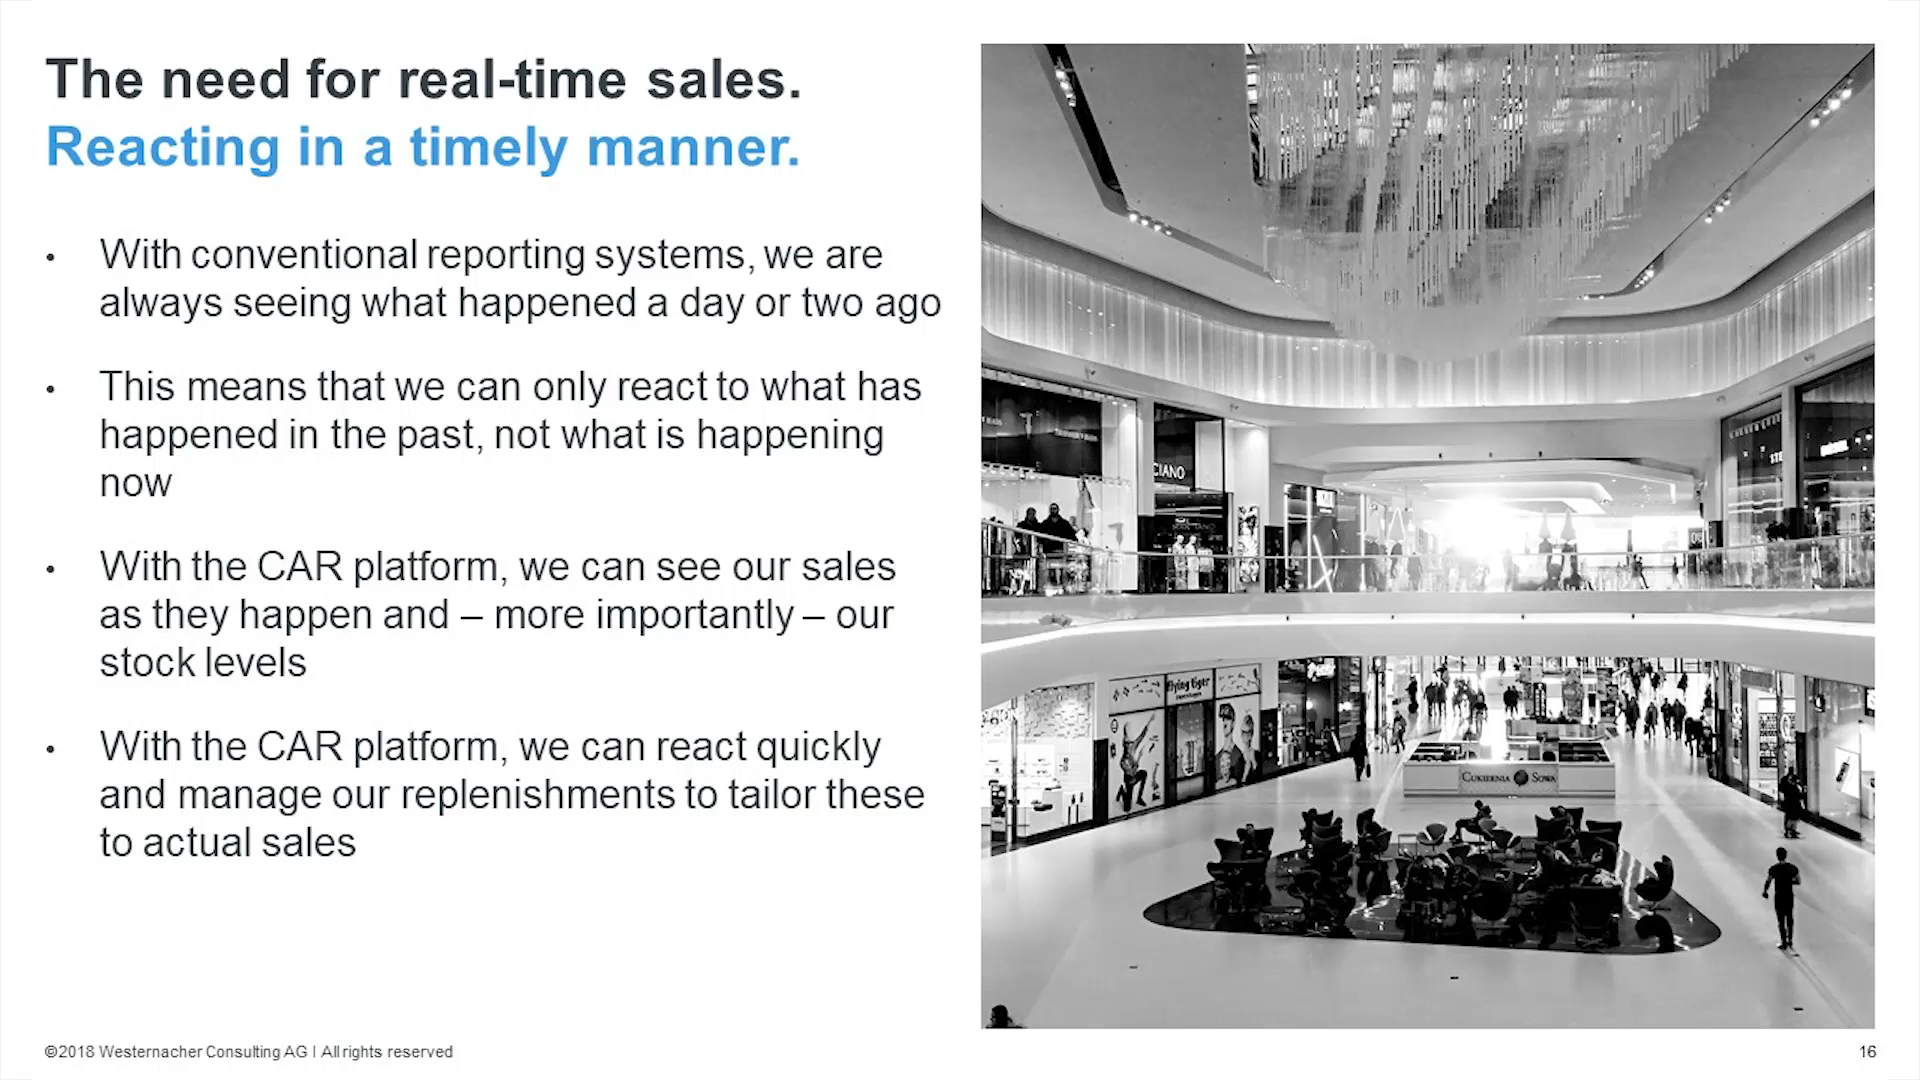 The need for real-time sales.
Reacting in a timely manner.
• With conventional reporting systems, we are
always seeing what happened a day or two ago
• This means that we can only react to what has
happened in the past, not what is happening
now
• With the CAR platform, we can see our sales
as they happen and – more importantly – our
stock levels
• With the CAR platform, we can react quickly
and manage our replenishments to tailor these
to actual sales
CIANO
flying tiger
CUKIERNIA SOWA
©2018 Westernacher Consulting AG I All rights reserved
16